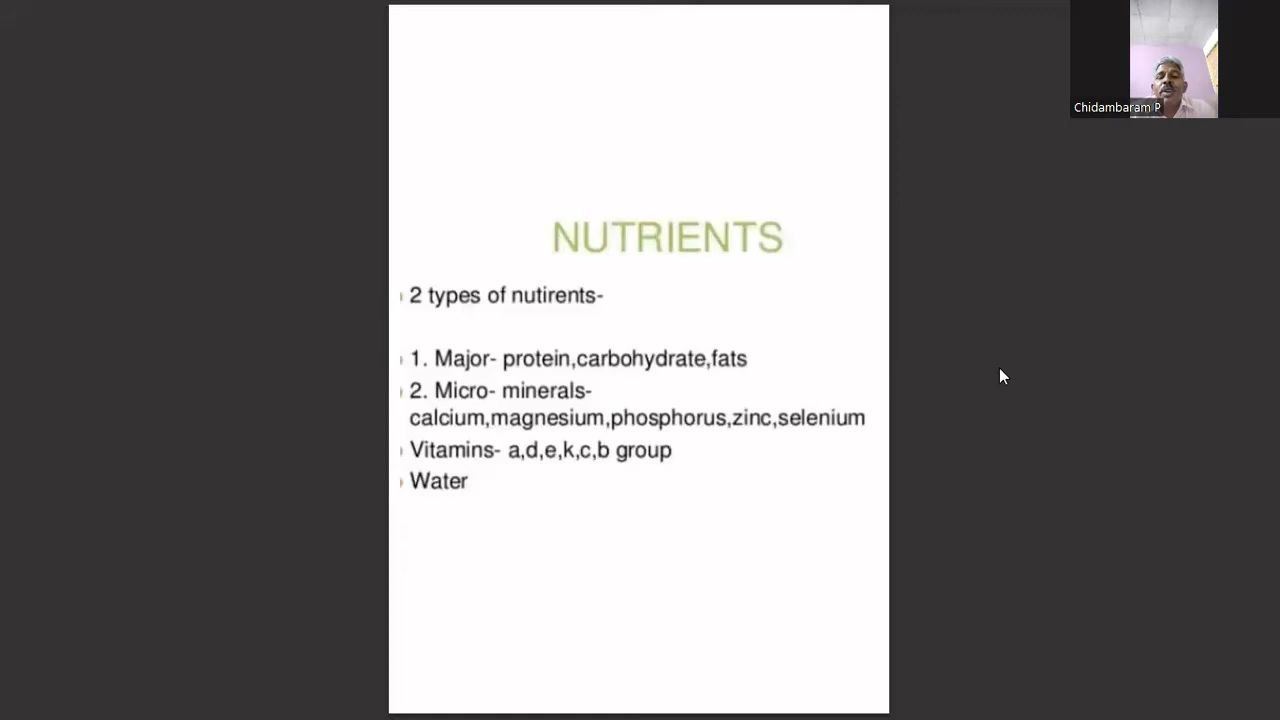 NUTRIENTS
2 types of nutirents-
1. Major- protein,carbohydrate,fats
2. Micro- minerals-
calcium,magnesium,phosphorus,zinc,selenium
Vitamins- a,d,e,k,c,b group
Water
Chidambaram P